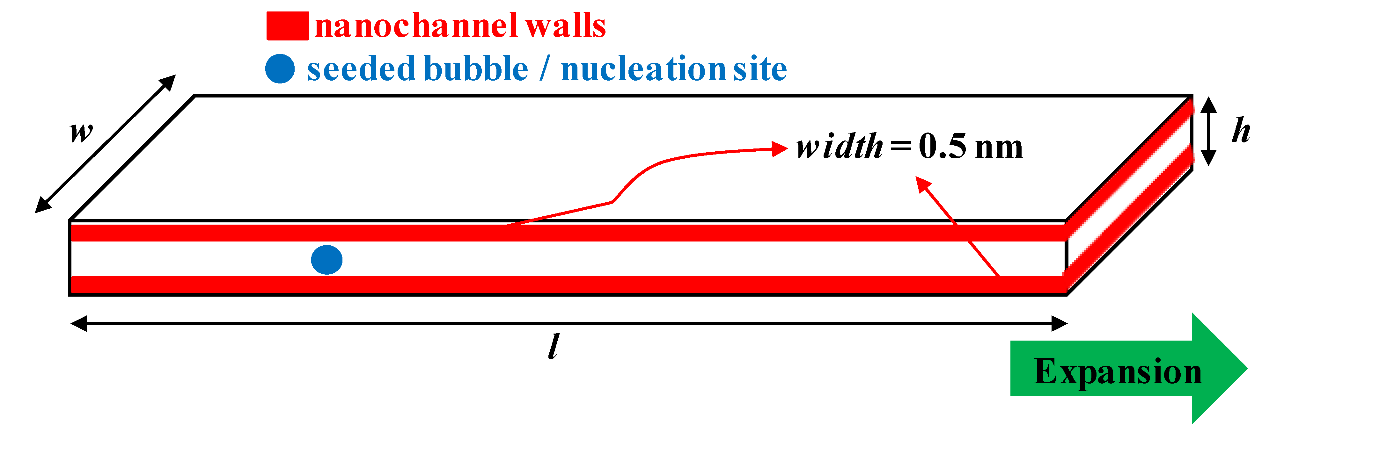 nanochannel walls
seeded bubble / nucleation site
w
width = 0.5 nm
h
l
Expansion